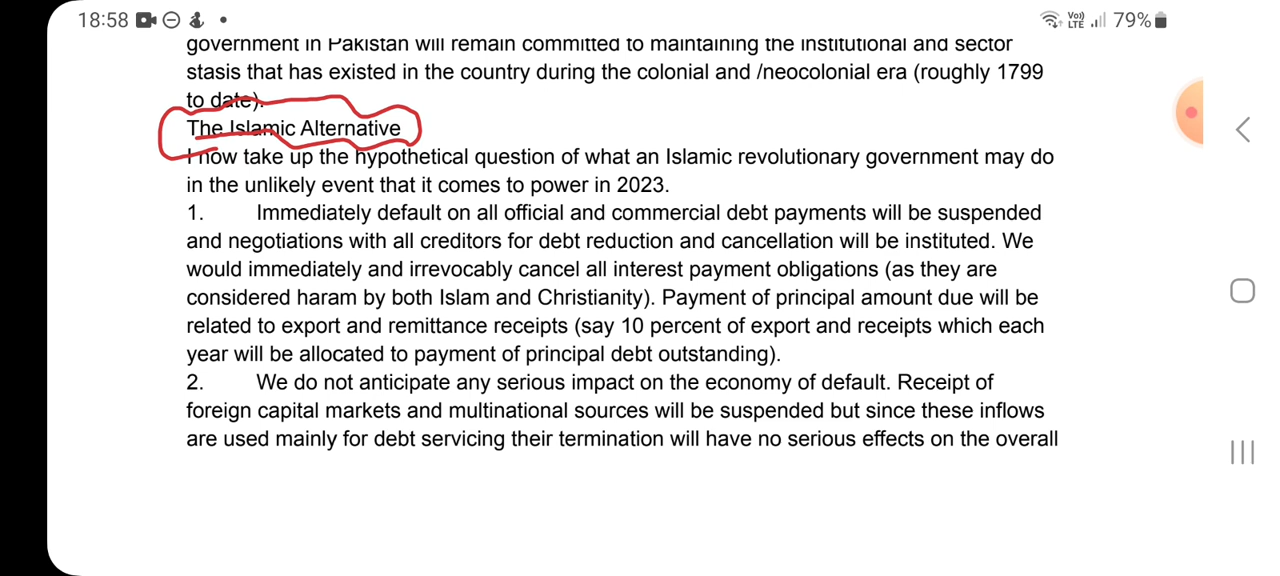 18:58
Vo)) LTE 79%
government in Pakistan will remain committed to maintaining the institutional and sector
stasis that has existed in the country during the colonial and /neocolonial era (roughly 1799
to date).
The Islamic Alternative
I now take up the hypothetical question of what an Islamic revolutionary government may do
in the unlikely event that it comes to power in 2023.
1. Immediately default on all official and commercial debt payments will be suspended
and negotiations with all creditors for debt reduction and cancellation will be instituted. We
would immediately and irrevocably cancel all interest payment obligations (as they are
considered haram by both Islam and Christianity). Payment of principal amount due will be
related to export and remittance receipts (say 10 percent of export and receipts which each
year will be allocated to payment of principal debt outstanding).
2. We do not anticipate any serious impact on the economy of default. Receipt of
foreign capital markets and multinational sources will be suspended but since these inflows
are used mainly for debt servicing their termination will have no serious effects on the overall